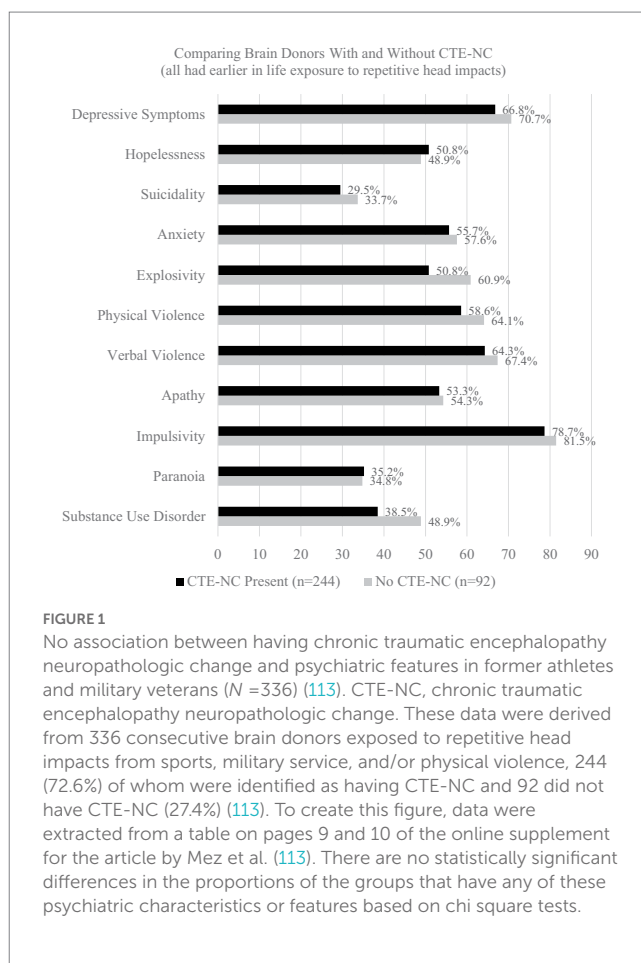 Comparing Brain Donors With and Without CTE-NC
(all had earlier in life exposure to repetitive head impacts)
Depressive Symptoms
66.8%
70.7%
Hopelessness
50.8%
48.9%
Suicidality
29.5%
33.7%
Anxiety
55.7%
57.6%
Explosivity
50.8%
60.9%
Physical Violence
58.6%
64.1%
Verbal Violence
64.3%
67.4%
Apathy
53.3%
54.3%
Impulsivity
78.7%
81.5%
Paranoia
35.2%
34.8%
Substance Use Disorder
38.5%
48.9%
0 10 20 30 40 50 60 70 80 90
CTE-NC Present (n=244) No CTE-NC (n=92)
FIGURE 1
No association between having chronic traumatic encephalopathy
neuropathologic change and psychiatric features in former athletes
and military veterans (N =336) (113). CTE-NC, chronic traumatic
encephalopathy neuropathologic change. These data were derived
from 336 consecutive brain donors exposed to repetitive head
impacts from sports, military service, and/or physical violence, 244
(72.6%) of whom were identified as having CTE-NC and 92 did not
have CTE-NC (27.4%) (113). To create this figure, data were
extracted from a table on pages 9 and 10 of the online supplement
for the article by Mez et al. (113). There are no statistically significant
differences in the proportions of the groups that have any of these
psychiatric characteristics or features based on chi square tests.